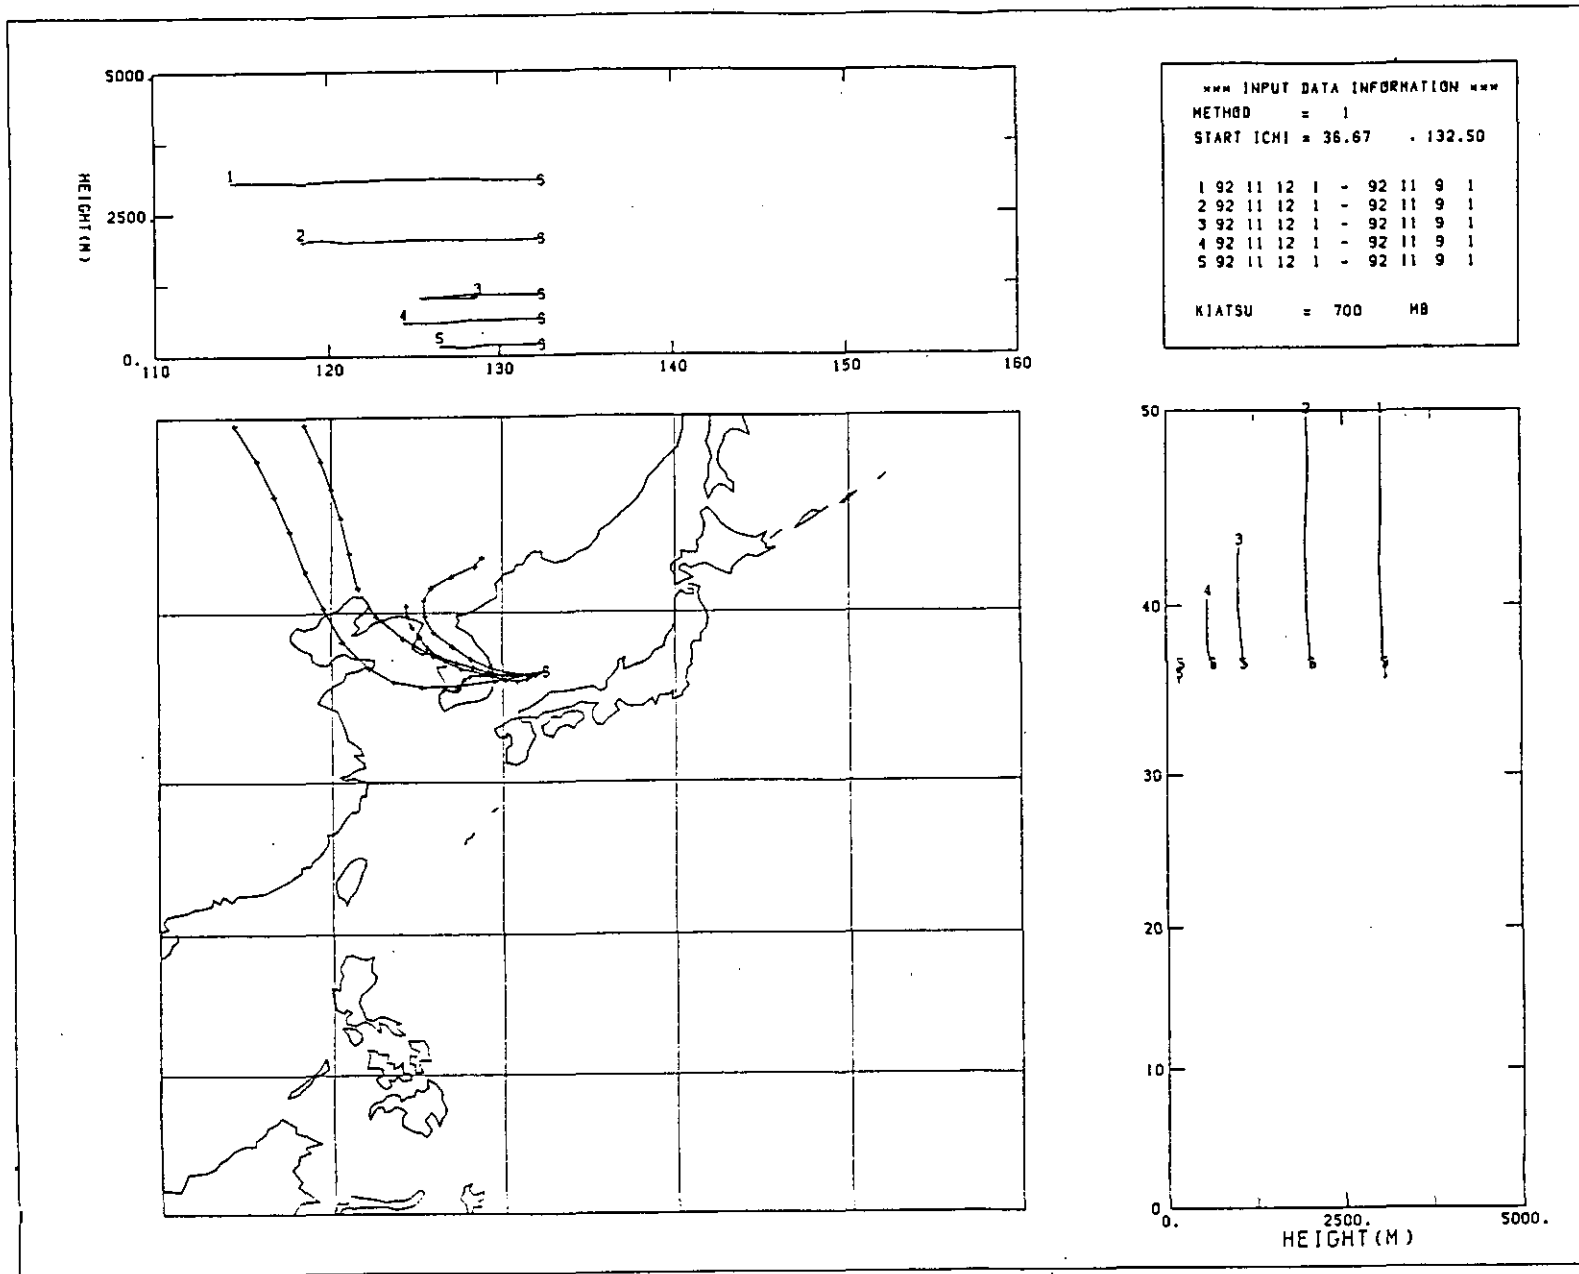 5000.
2500.
0.
HEIGHT(M)
1
S
2
S
3
S
4
S
5
S
110
120
130
140
150
160
*** INPUT DATA INFORMATION ***
METHOD = 1
START ICHI = 36.67 . 132.50
1 92 11 12 1 - 92 11 9 1
2 92 11 12 1 - 92 11 9 1
3 92 11 12 1 - 92 11 9 1
4 92 11 12 1 - 92 11 9 1
5 92 11 12 1 - 92 11 9 1
KIATSU = 700 MB
S
2
1
50
3
4
40
S
30
20
10
0
0.
2500.
5000.
HEIGHT(M)